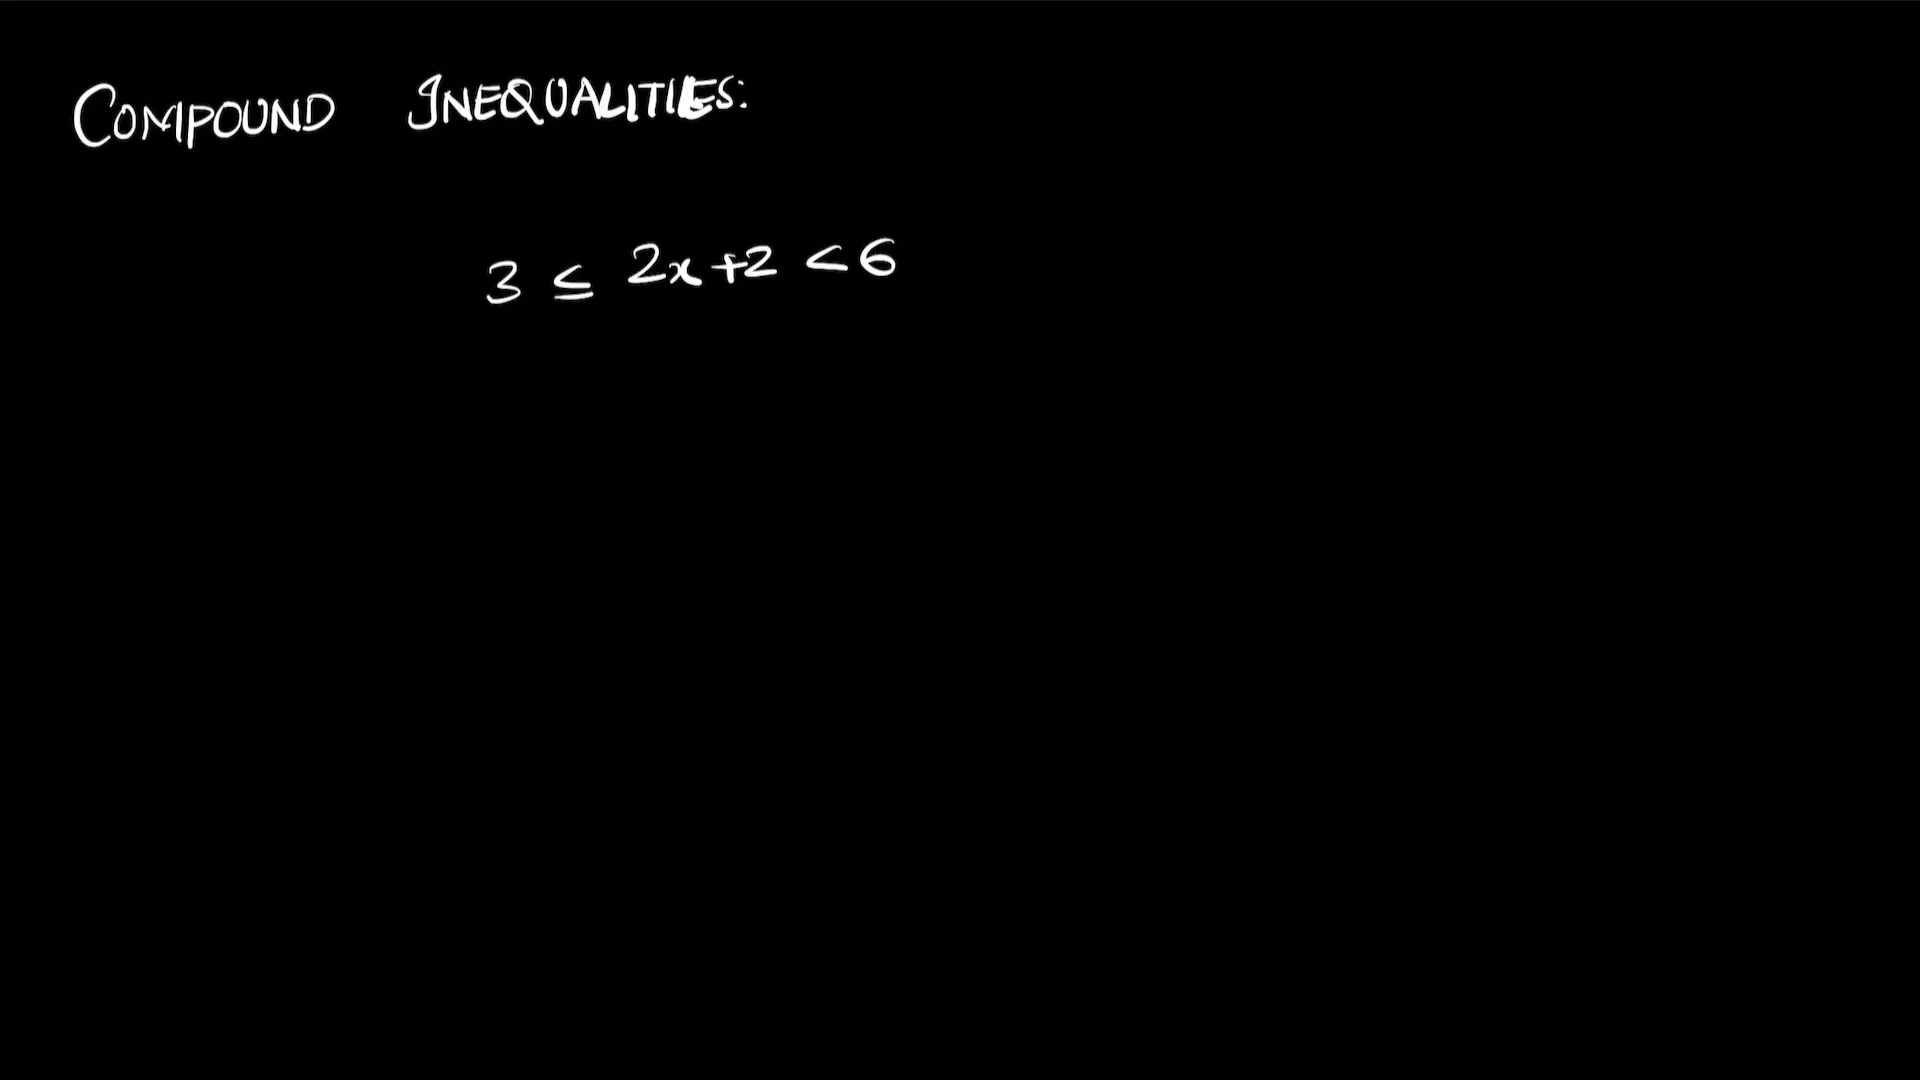 COMPOUND INEQUALITIES:
3 ≤ 2x+2 < 6